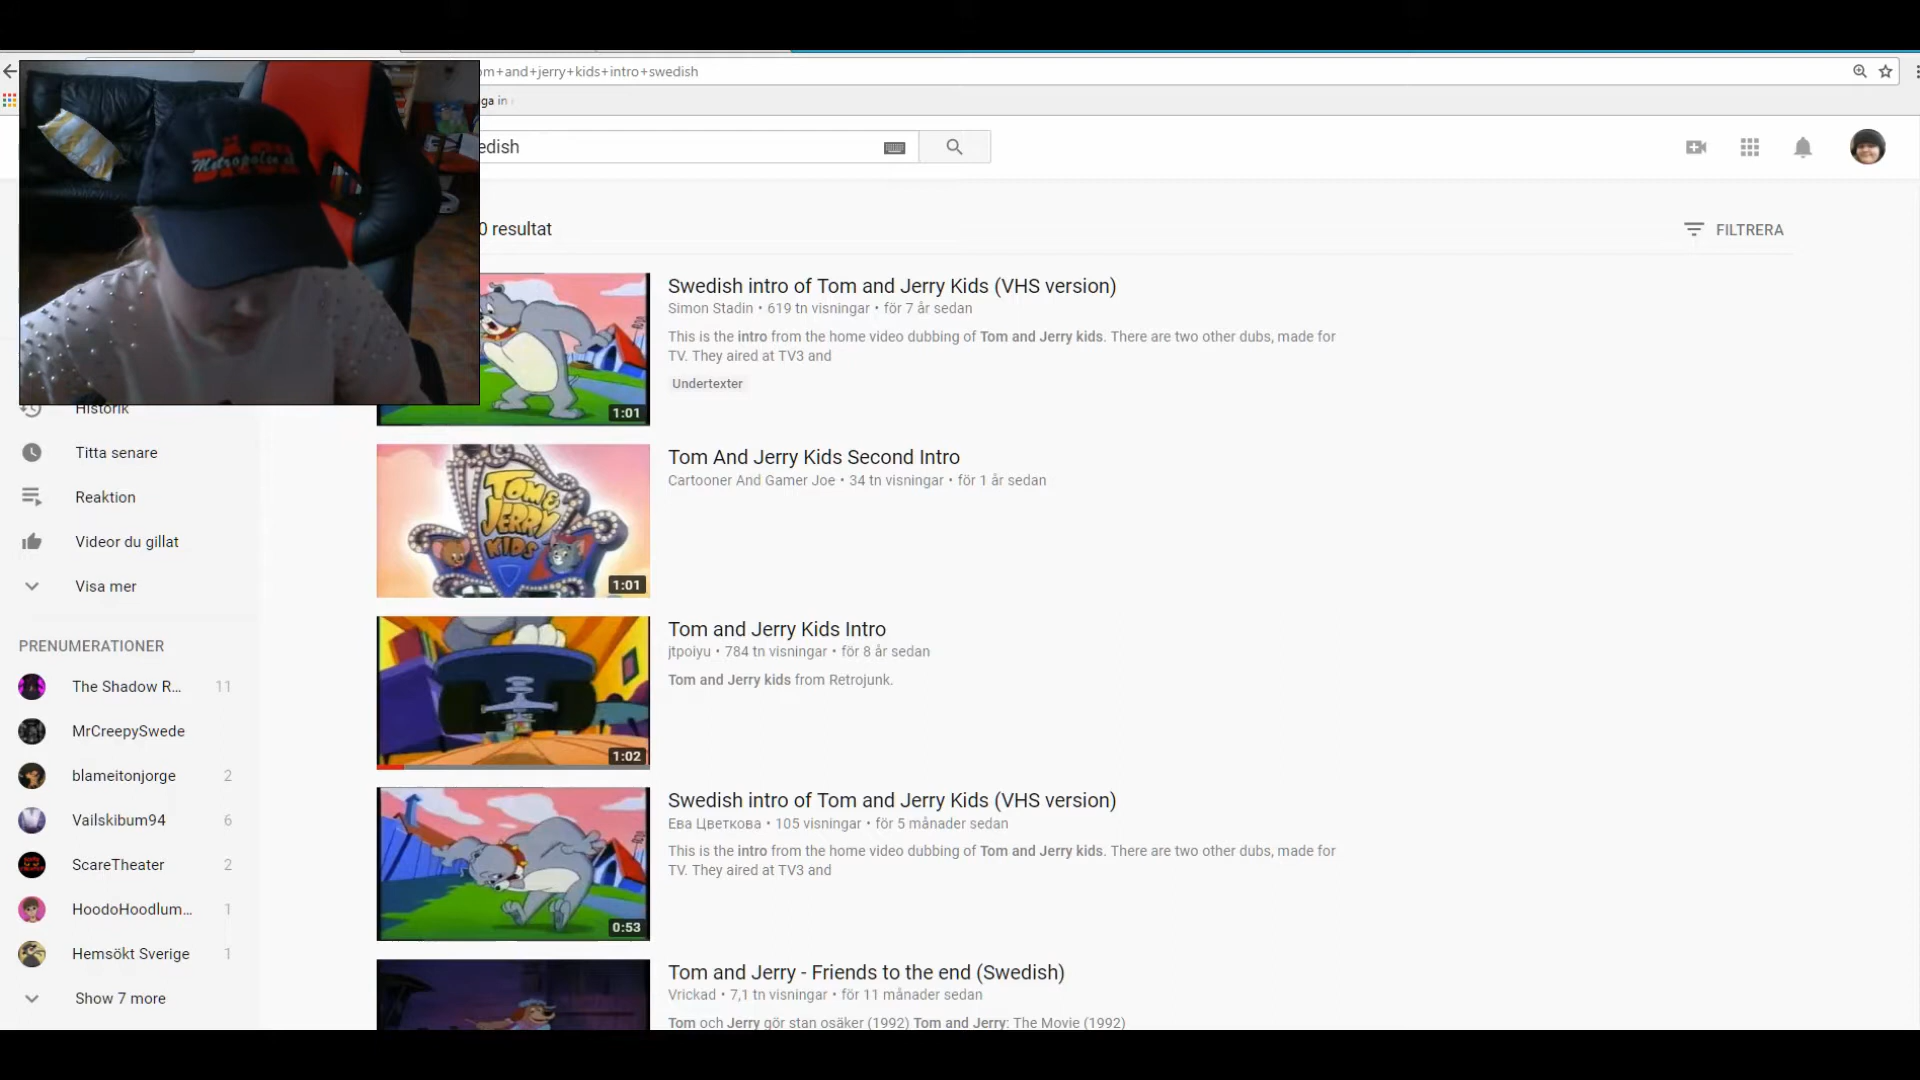 om+and+jerry+kids+intro+swedish
ga in
edish
0 resultat
FILTRERA
BÄCK
Metropolen
Swedish intro of Tom and Jerry Kids (VHS version)
Simon Stadin • 619 tn visningar • för 7 år sedan
This is the intro from the home video dubbing of Tom and Jerry kids. There are two other dubs, made for
TV. They aired at TV3 and
Undertexter
1:01
Tom And Jerry Kids Second Intro
Cartooner And Gamer Joe • 34 tn visningar • för 1 år sedan
TOM &
JERRY
KIDS
1:01
Tom and Jerry Kids Intro
jtpoiyu • 784 tn visningar • för 8 år sedan
Tom and Jerry kids from Retrojunk.
1:02
Swedish intro of Tom and Jerry Kids (VHS version)
Ева Цветкова • 105 visningar • för 5 månader sedan
This is the intro from the home video dubbing of Tom and Jerry kids. There are two other dubs, made for
TV. They aired at TV3 and
0:53
Tom and Jerry - Friends to the end (Swedish)
Vrickad • 7,1 tn visningar • för 11 månader sedan
Tom och Jerry gör stan osäker (1992) Tom and Jerry: The Movie (1992)
Historik
Titta senare
Reaktion
Videor du gillat
Visa mer
PRENUMERATIONER
The Shadow R... 11
MrCreepySwede
blameitonjorge 2
Vailskibum94 6
ScareTheater 2
HoodoHoodlum... 1
Hemsökt Sverige 1
Show 7 more